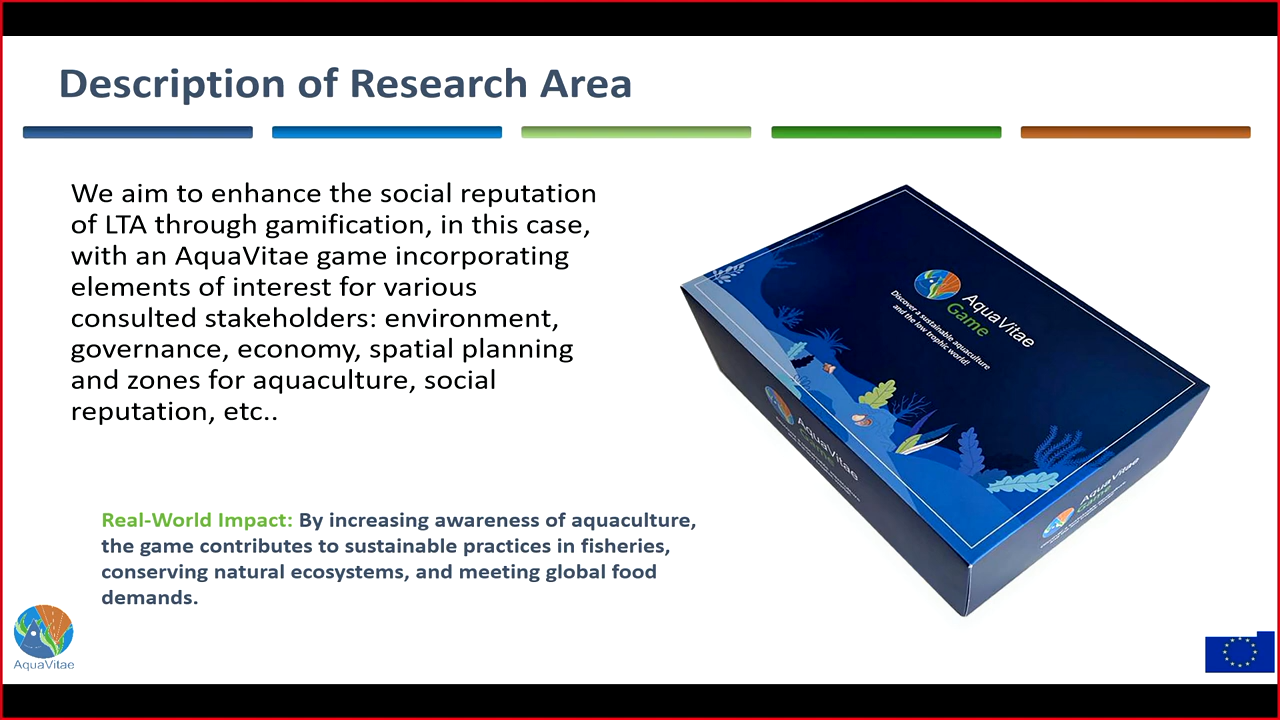 Description of Research Area
We aim to enhance the social reputation
of LTA through gamification, in this case,
with an AquaVitae game incorporating
elements of interest for various
consulted stakeholders: environment,
governance, economy, spatial planning
and zones for aquaculture, social
reputation, etc..
Real-World Impact: By increasing awareness of aquaculture,
the game contributes to sustainable practices in fisheries,
conserving natural ecosystems, and meeting global food
demands.
AquaVitae
Game
Discover a sustainable aquaculture
and the low trophic world!
AquaVitae
Game
AquaVitae
Game
AquaVitae